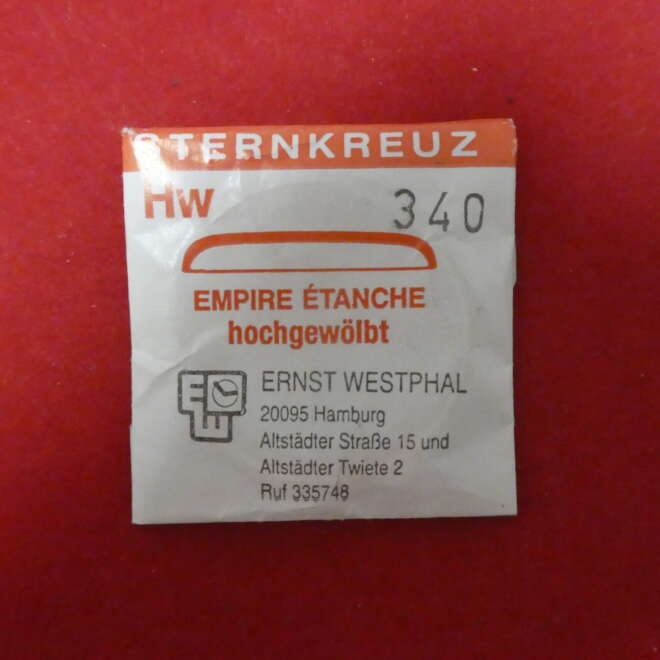 STERNKREUZ
Hw 340
EMPIRE ÉTANCHE
hochgewölbt
EW
ERNST WESTPHAL
20095 Hamburg
Altstädter Straße 15 und
Altstädter Twiete 2
Ruf 335748